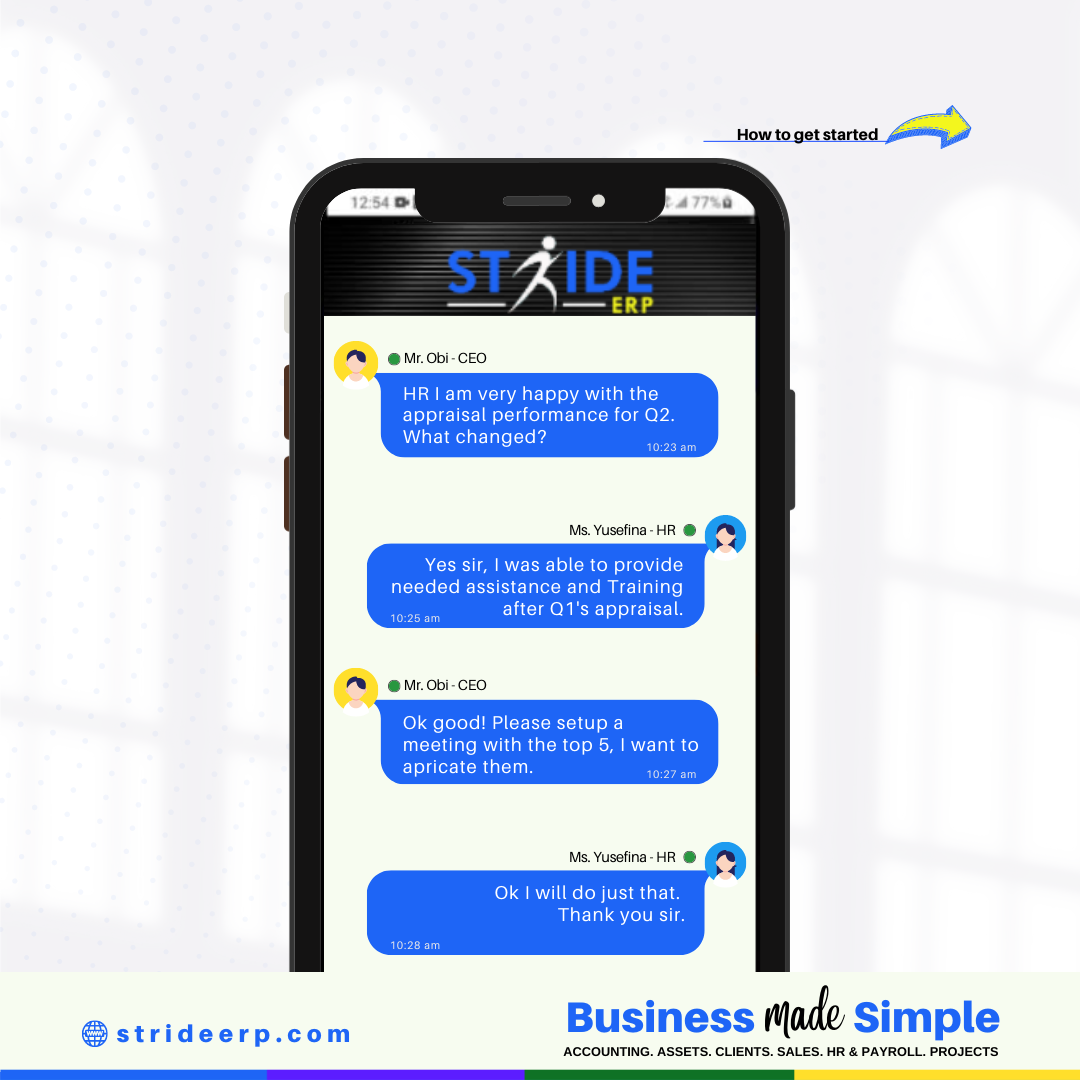 How to get started
12:54
77%
STRIDE
ERP
Mr. Obi - CEO
HR I am very happy with the
appraisal performance for Q2.
What changed?
10:23 am
Ms. Yusefina - HR
Yes sir, I was able to provide
needed assistance and Training
after Q1's appraisal.
10:25 am
Mr. Obi - CEO
Ok good! Please setup a
meeting with the top 5, I want to
apricate them.
10:27 am
Ms. Yusefina - HR
Ok I will do just that.
Thank you sir.
10:28 am
strideerp.com
Business made Simple
ACCOUNTING. ASSETS. CLIENTS. SALES. HR & PAYROLL. PROJECTS